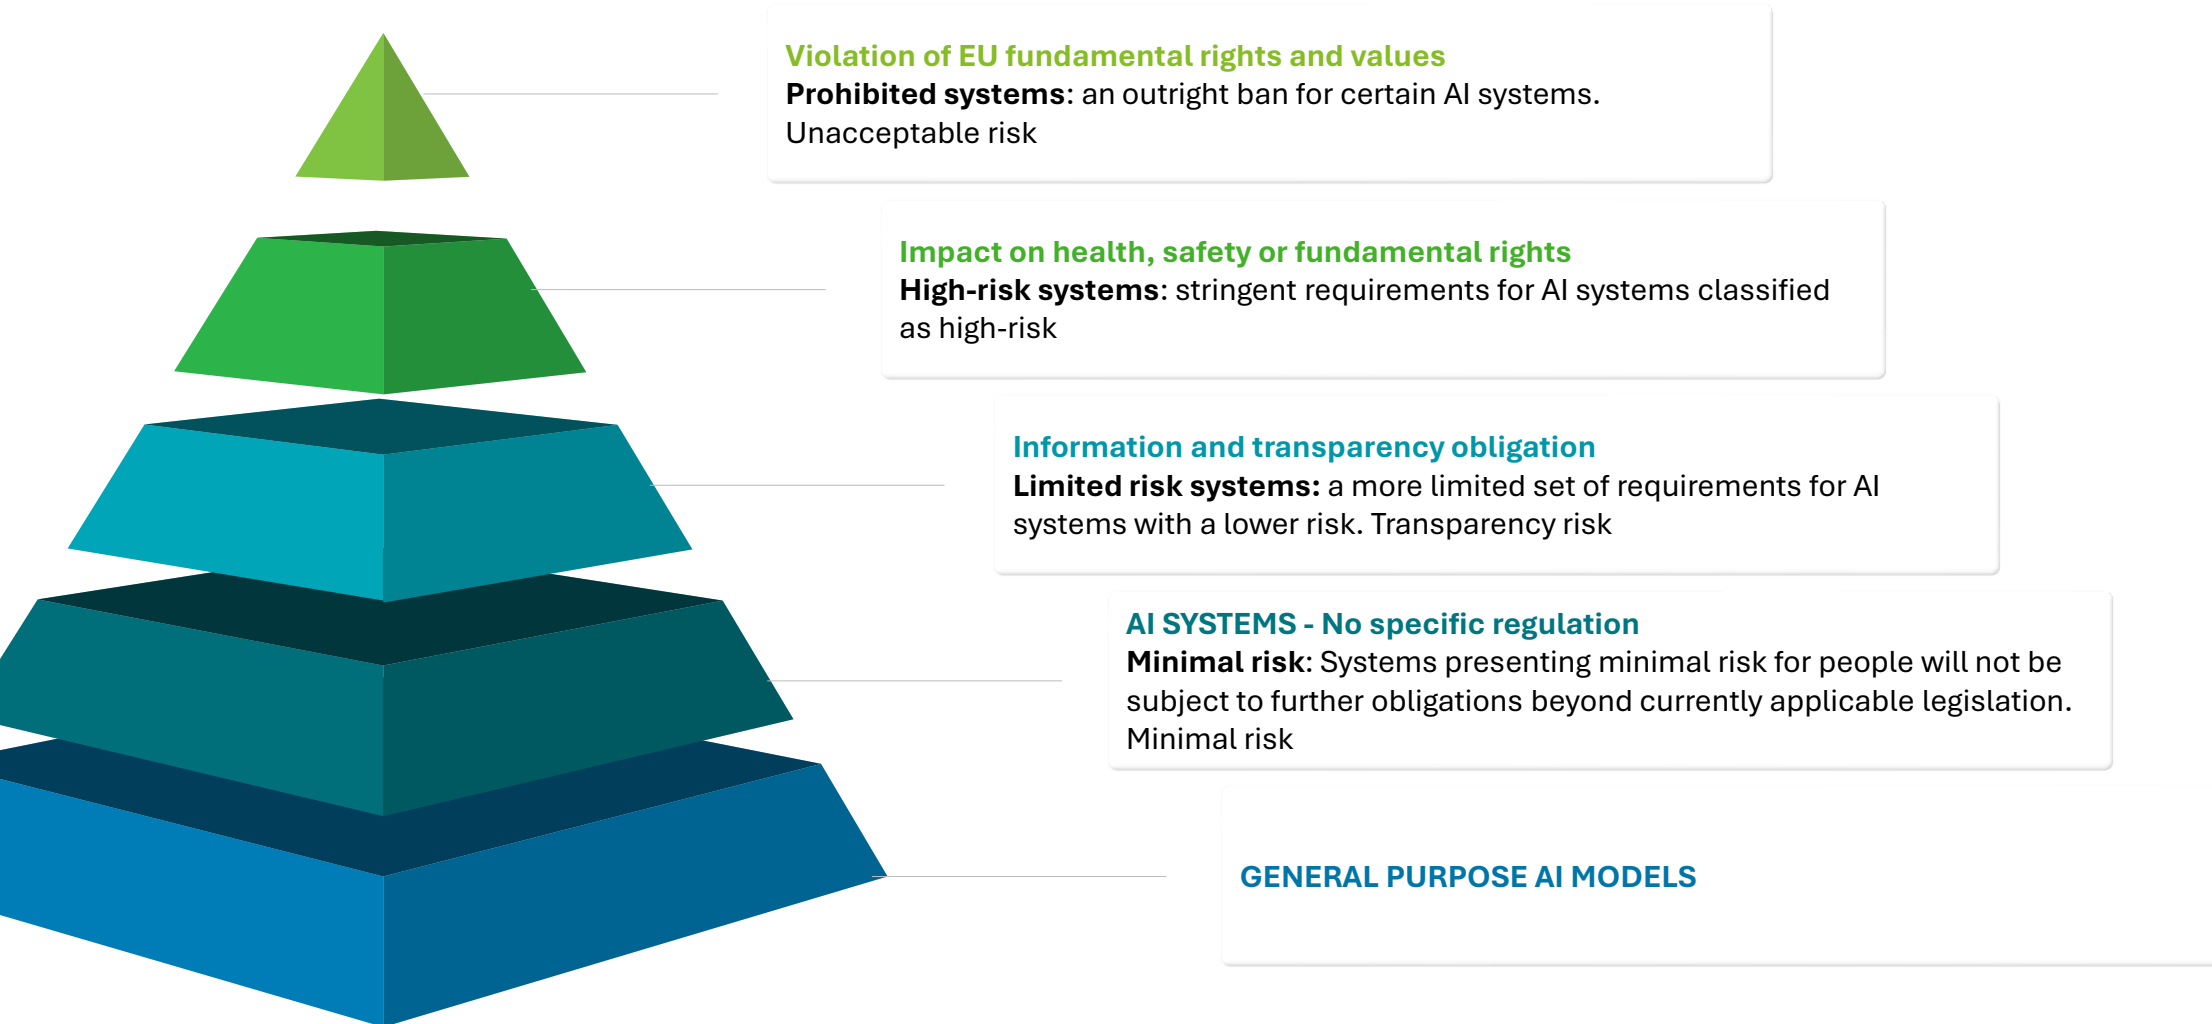 Violation of EU fundamental rights and values
Prohibited systems: an outright ban for certain AI systems.
Unacceptable risk
Impact on health, safety or fundamental rights
High-risk systems: stringent requirements for AI systems classified
as high-risk
Information and transparency obligation
Limited risk systems: a more limited set of requirements for AI
systems with a lower risk. Transparency risk
AI SYSTEMS - No specific regulation
Minimal risk: Systems presenting minimal risk for people will not be
subject to further obligations beyond currently applicable legislation.
Minimal risk
GENERAL PURPOSE AI MODELS